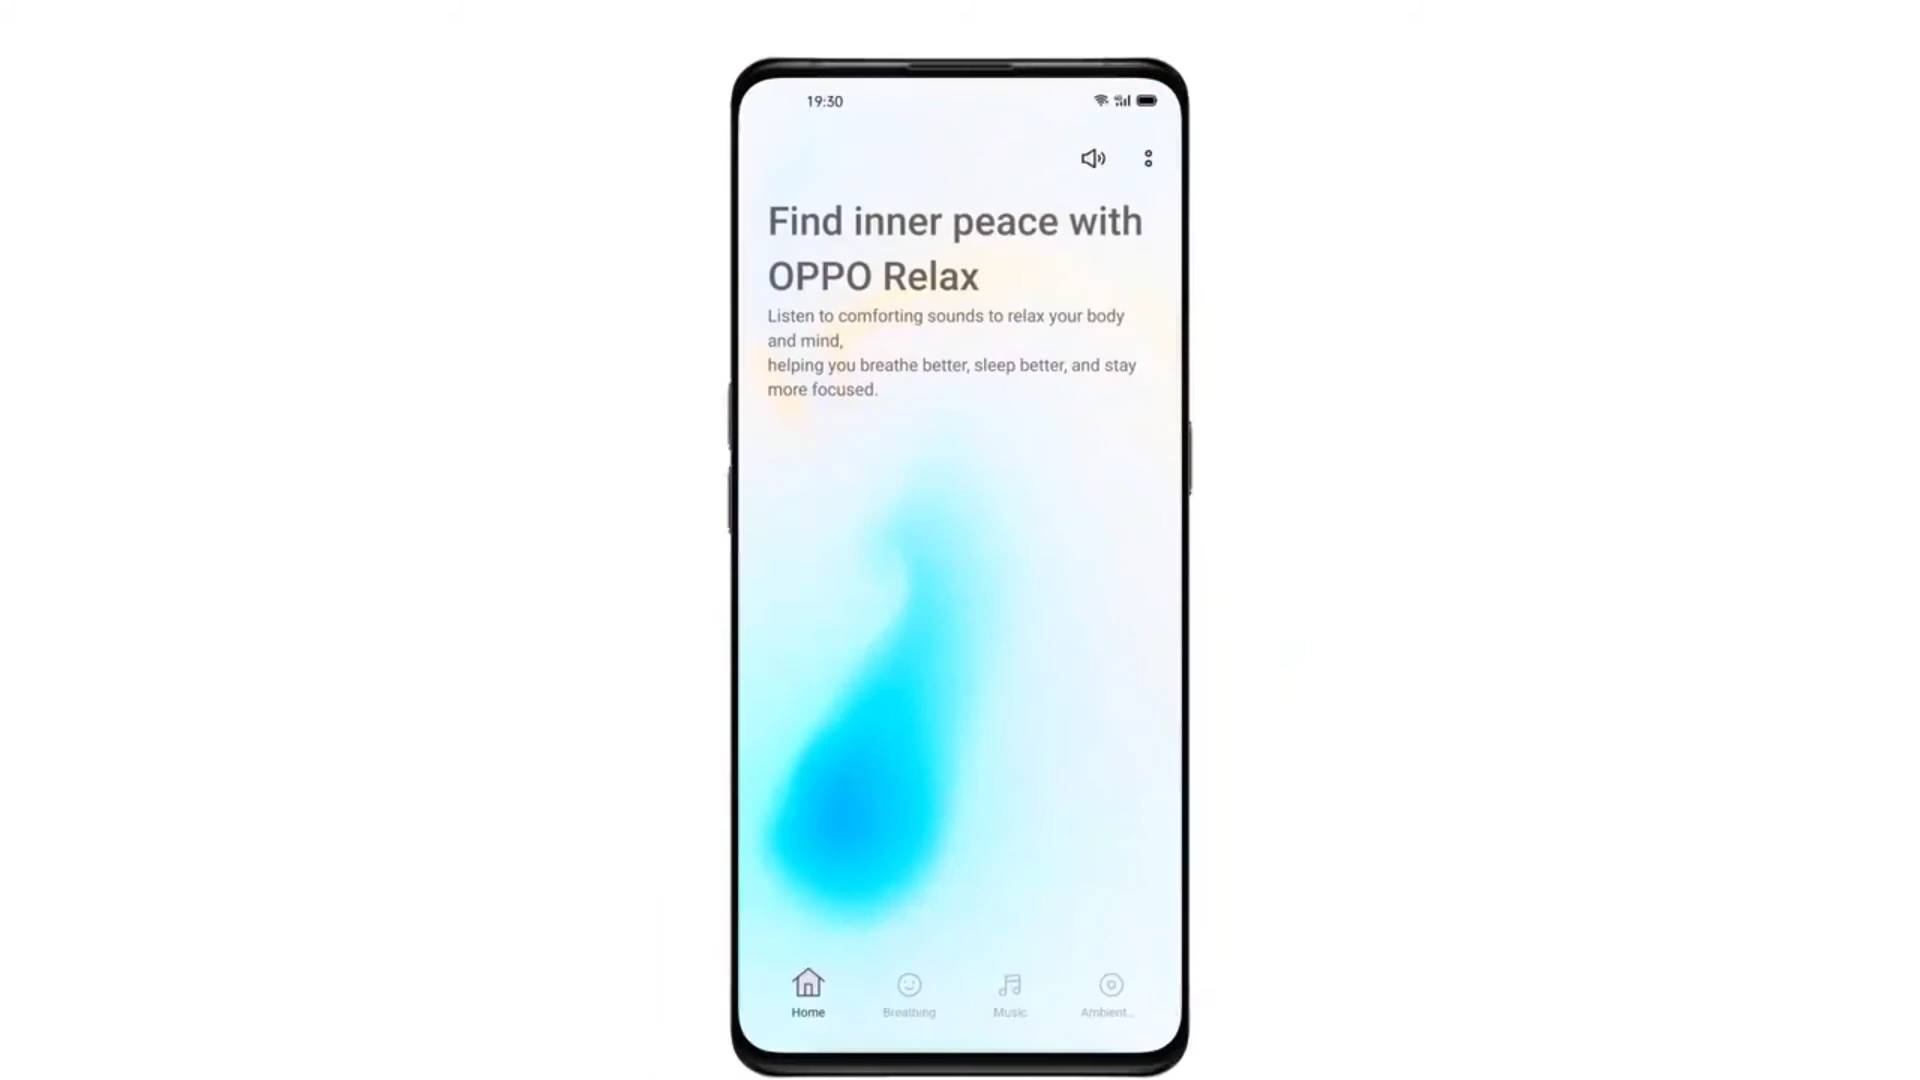 19:30
Find inner peace with
OPPO Relax
Listen to comforting sounds to relax your body
and mind,
helping you breathe better, sleep better, and stay
more focused.
Home Breathing Music Ambient...